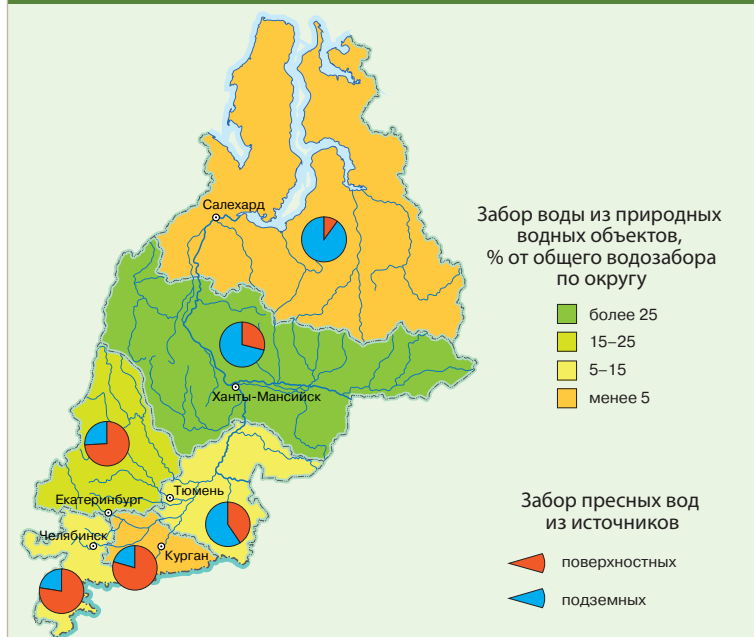 Салехард
Ханты-Мансийск
Екатеринбург
Тюмень
Челябинск
Курган
Забор воды из природных
водных объектов,
% от общего водозабора
по округу
более 25
15–25
5–15
менее 5
Забор пресных вод
из источников
поверхностных
подземных